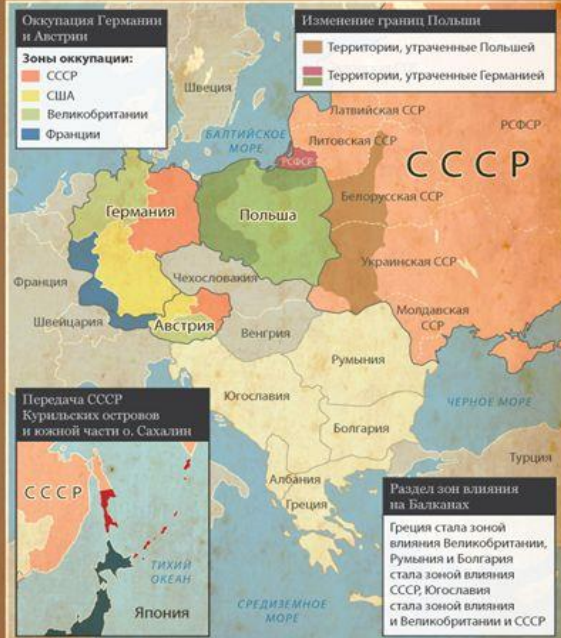 Оккупация Германии
и Австрии
Зоны оккупации:
СССР
США
Великобритании
Франции
Изменение границ Польши
Территории, утраченные Польшей
Территории, утраченные Германией
Швеция
БАЛТИЙСКОЕ
МОРЕ
Латвийская ССР
РСФСР
Литовская ССР
РСФСР
СССР
Белорусская ССР
Германия
Польша
Украинская ССР
Чехословакия
Франция
Швейцария
Австрия
Венгрия
Молдавская
ССР
Румыния
Югославия
ЧЕРНОЕ МОРЕ
Болгария
Албания
Греция
Турция
СРЕДИЗЕМНОЕ
МОРЕ
Передача СССР
Курильских островов
и южной части о. Сахалин
СССР
ТИХИЙ
ОКЕАН
Япония
Раздел зон влияния
на Балканах
Греция стала зоной
влияния Великобритании,
Румыния и Болгария
стала зоной влияния
СССР, Югославия
стала зоной влияния
и Великобритании и СССР